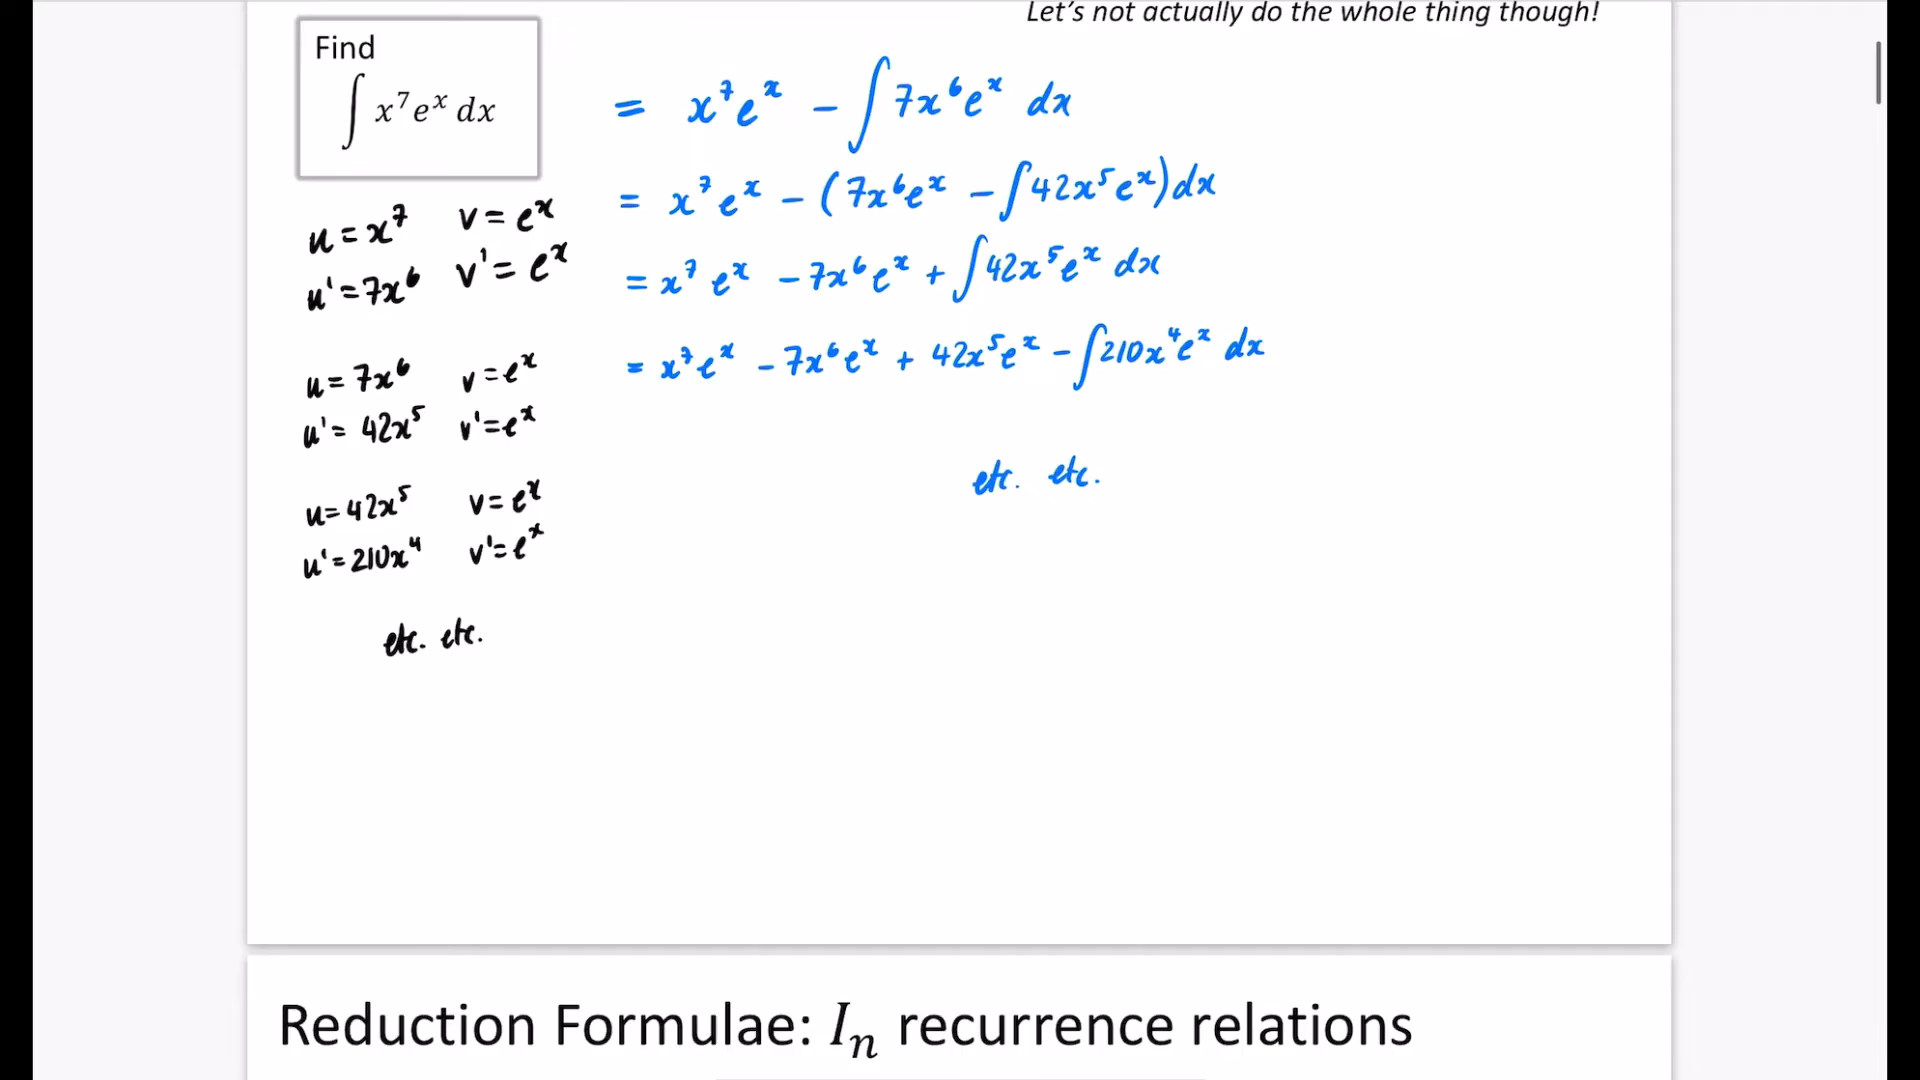 Let's not actually do the whole thing though!
Find
∫ x⁷eˣ dx
= x⁷eˣ − ∫7x⁶eˣ dx
= x⁷eˣ − (7x⁶eˣ − ∫42x⁵eˣ)dx
= x⁷eˣ − 7x⁶eˣ + ∫42x⁵eˣ dx
= x⁷eˣ − 7x⁶eˣ + 42x⁵eˣ − ∫210x⁴eˣ dx
etc. etc.
u = x⁷ v = eˣ
u' = 7x⁶ v' = eˣ
u = 7x⁶ v = eˣ
u' = 42x⁵ v' = eˣ
u = 42x⁵ v = eˣ
u' = 210x⁴ v' = eˣ
etc. etc.
Reduction Formulae: Iₙ recurrence relations